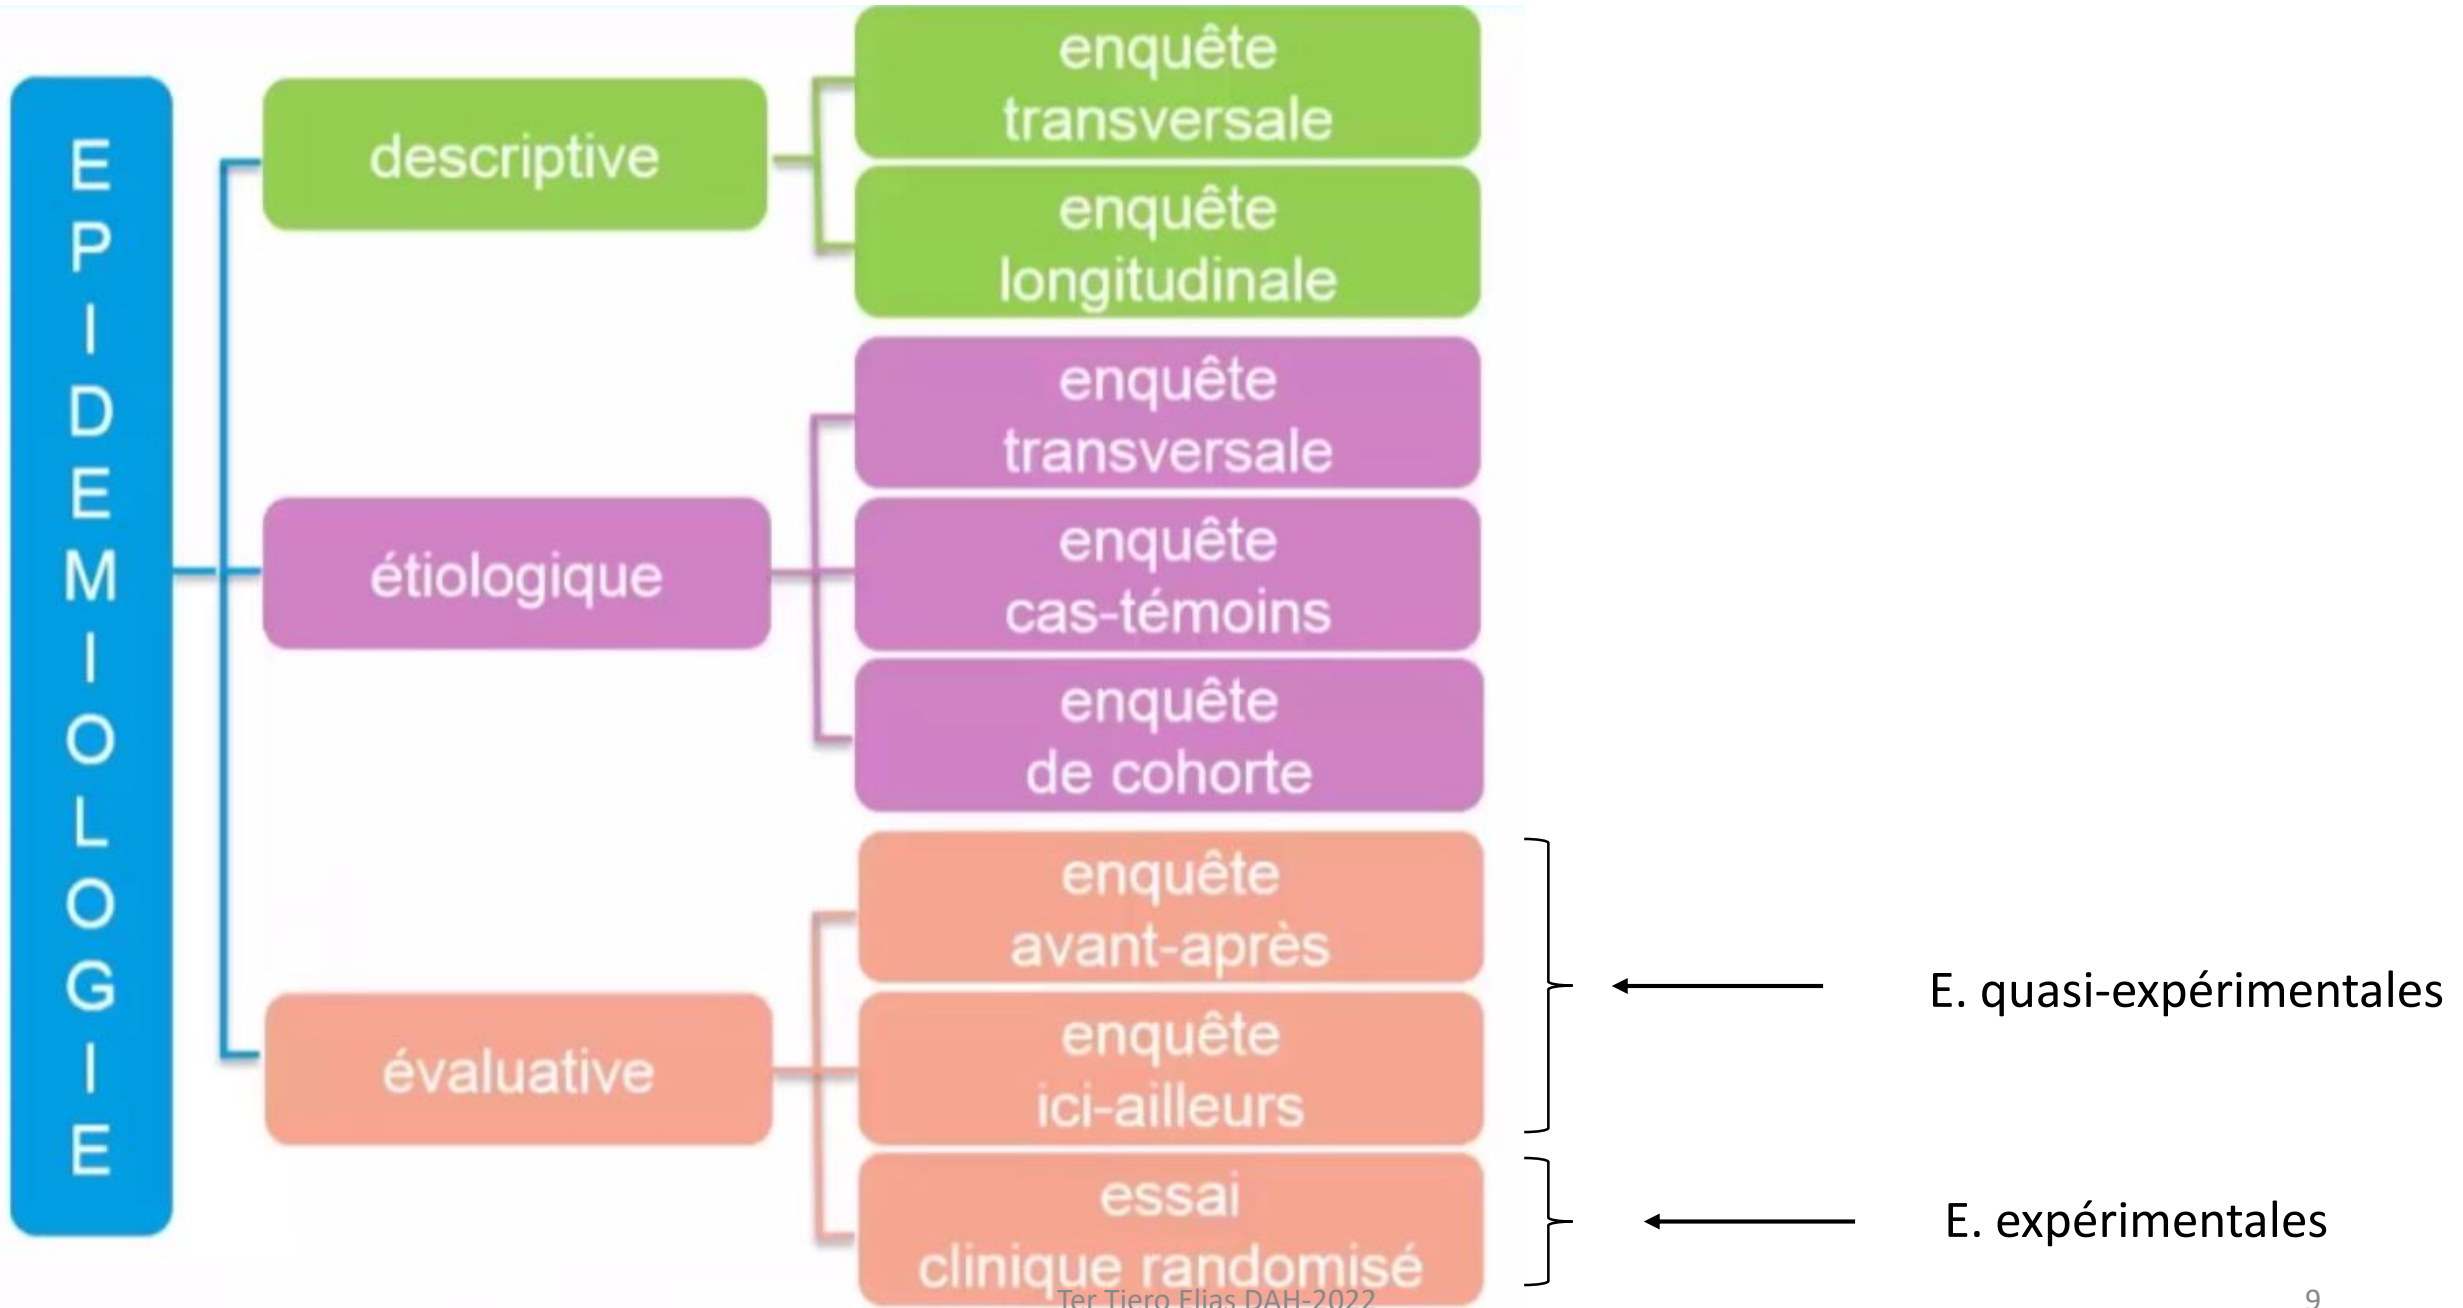 EPIDEMIOLOGIE
descriptive
enquête
transversale
enquête
longitudinale
étiologique
enquête
transversale
enquête
cas-témoins
enquête
de cohorte
évaluative
enquête
avant-après
enquête
ici-ailleurs
essai
clinique randomisé
E. quasi-expérimentales
E. expérimentales
Ter Tiero Elias DAH-2022
9